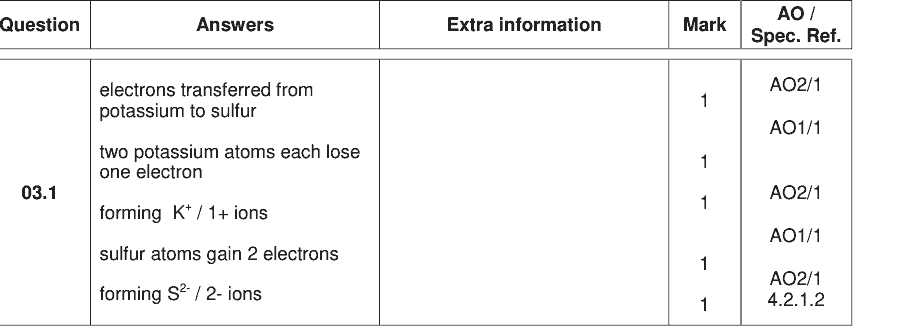 Question Answers Extra information Mark AO / Spec. Ref.
03.1
electrons transferred from
potassium to sulfur
1
AO2/1
two potassium atoms each lose
one electron
1
AO1/1
forming K⁺ / 1+ ions
1
AO2/1
sulfur atoms gain 2 electrons
1
AO1/1
forming S²⁻ / 2- ions
1
AO2/1
4.2.1.2